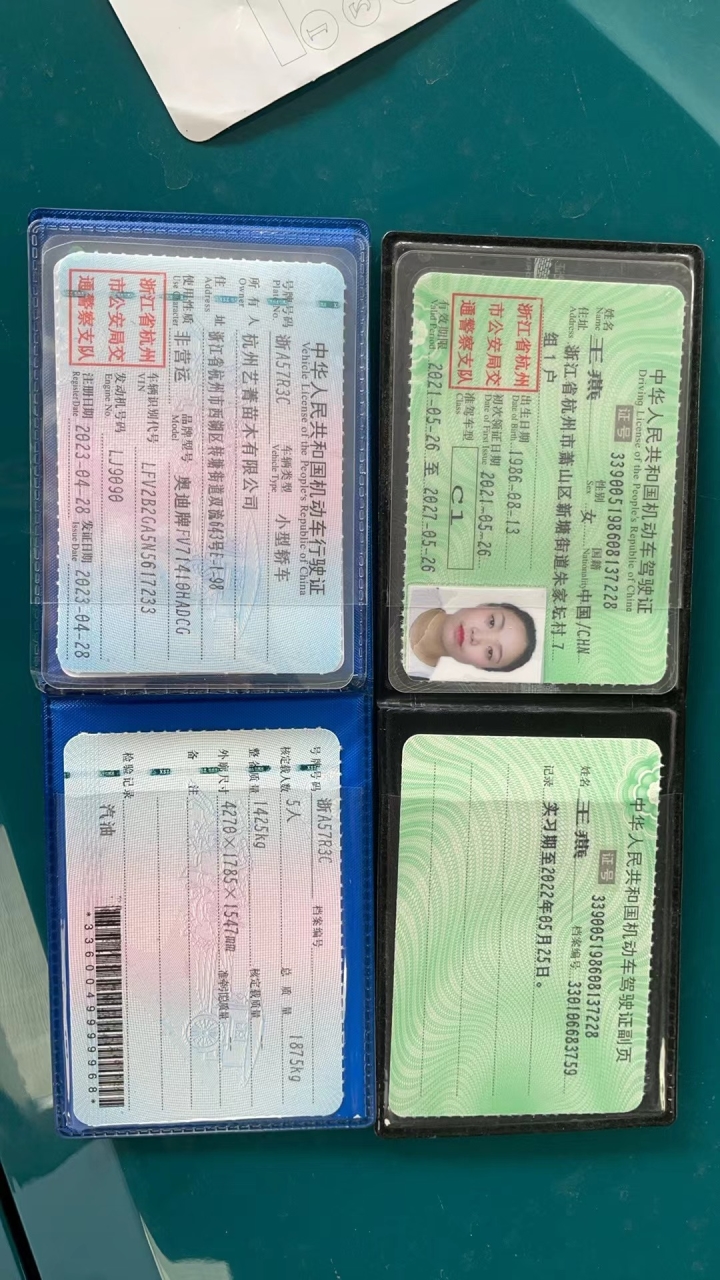 中华人民共和国机动车驾驶证
Driving License of the People's Republic of China
证号 339005198608137228
姓名 王 性别 女 国籍 中国/CHN
Name Sex Nationality
住址 浙江省杭州市萧山区新塘街道朱家坛村7
Address
组1户
浙江省杭州
市公安局交
通警察支队
出生日期 1986-08-13
Date of Birth
初次领证日期 2021-05-26
Date of First Issue
准驾车型 C1
Class
有效期限 2021-05-26 至 2027-05-26
Valid Period
中华人民共和国机动车驾驶证副页
证号 339005198608137228
姓名 王 档案编号 330106683759
记录 实习期至2022年05月25日。
中华人民共和国机动车行驶证
Vehicle License of the People's Republic of China
号牌号码 浙A57R3C 车辆类型 小型轿车
Plate No. Vehicle Type
所有人 杭州艺菁苗木有限公司
Owner
住址 浙江省杭州市西湖区转塘街道双流643号-1-98
Address
使用性质 非营运 品牌型号 奥迪牌FV71419HADCG
Use Character Model
浙江省杭州
市公安局交
通警察支队
车辆识别代号 LFV2B2GA5N5617233
VIN
发动机号码 LJ9090
Engine No.
注册日期 2023-04-28 发证日期 2023-04-28
Register Date Issue Date
号牌号码 浙A57R3C 档案编号
核定载人数 5人 总质量 1875kg
整备质量 1425kg 核定载质量
外廓尺寸 4270×1785×1547mm 准牵引总质量
备注
检验记录
汽油
*3360049999968*